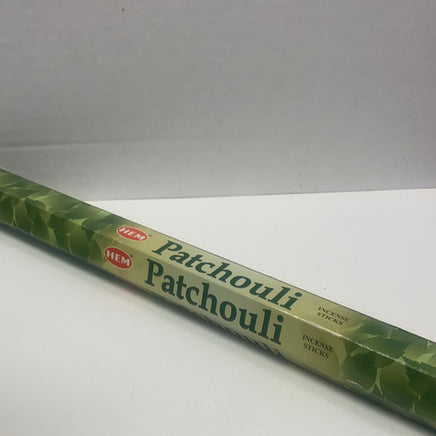 HEM
Patchouli
INCENSE
STICKS
HEM
Patchouli
INCENSE
STICKS